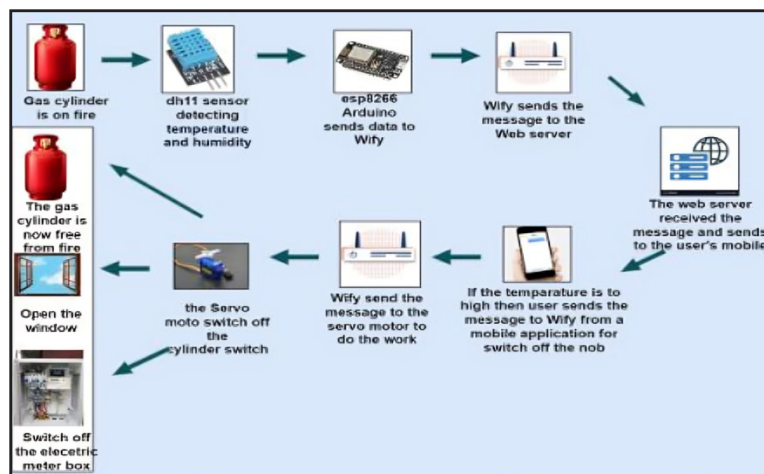 Gas cylinder
is on fire
dh11 sensor
detecting
temperature
and humidity
esp8266
Arduino
sends data to
Wify
Wify sends the
message to the
Web server
The web server
received the
message and sends
to the user's mobile
If the temparature is to
high then user sends the
message to Wify from a
mobile application for
switch off the nob
Wify send the
message to the
servo motor to
do the work
the Servo
moto switch off
the
cylinder switch
The gas
cylinder is
now free
from fire
Open the
window
Switch off
the elecetric
meter box